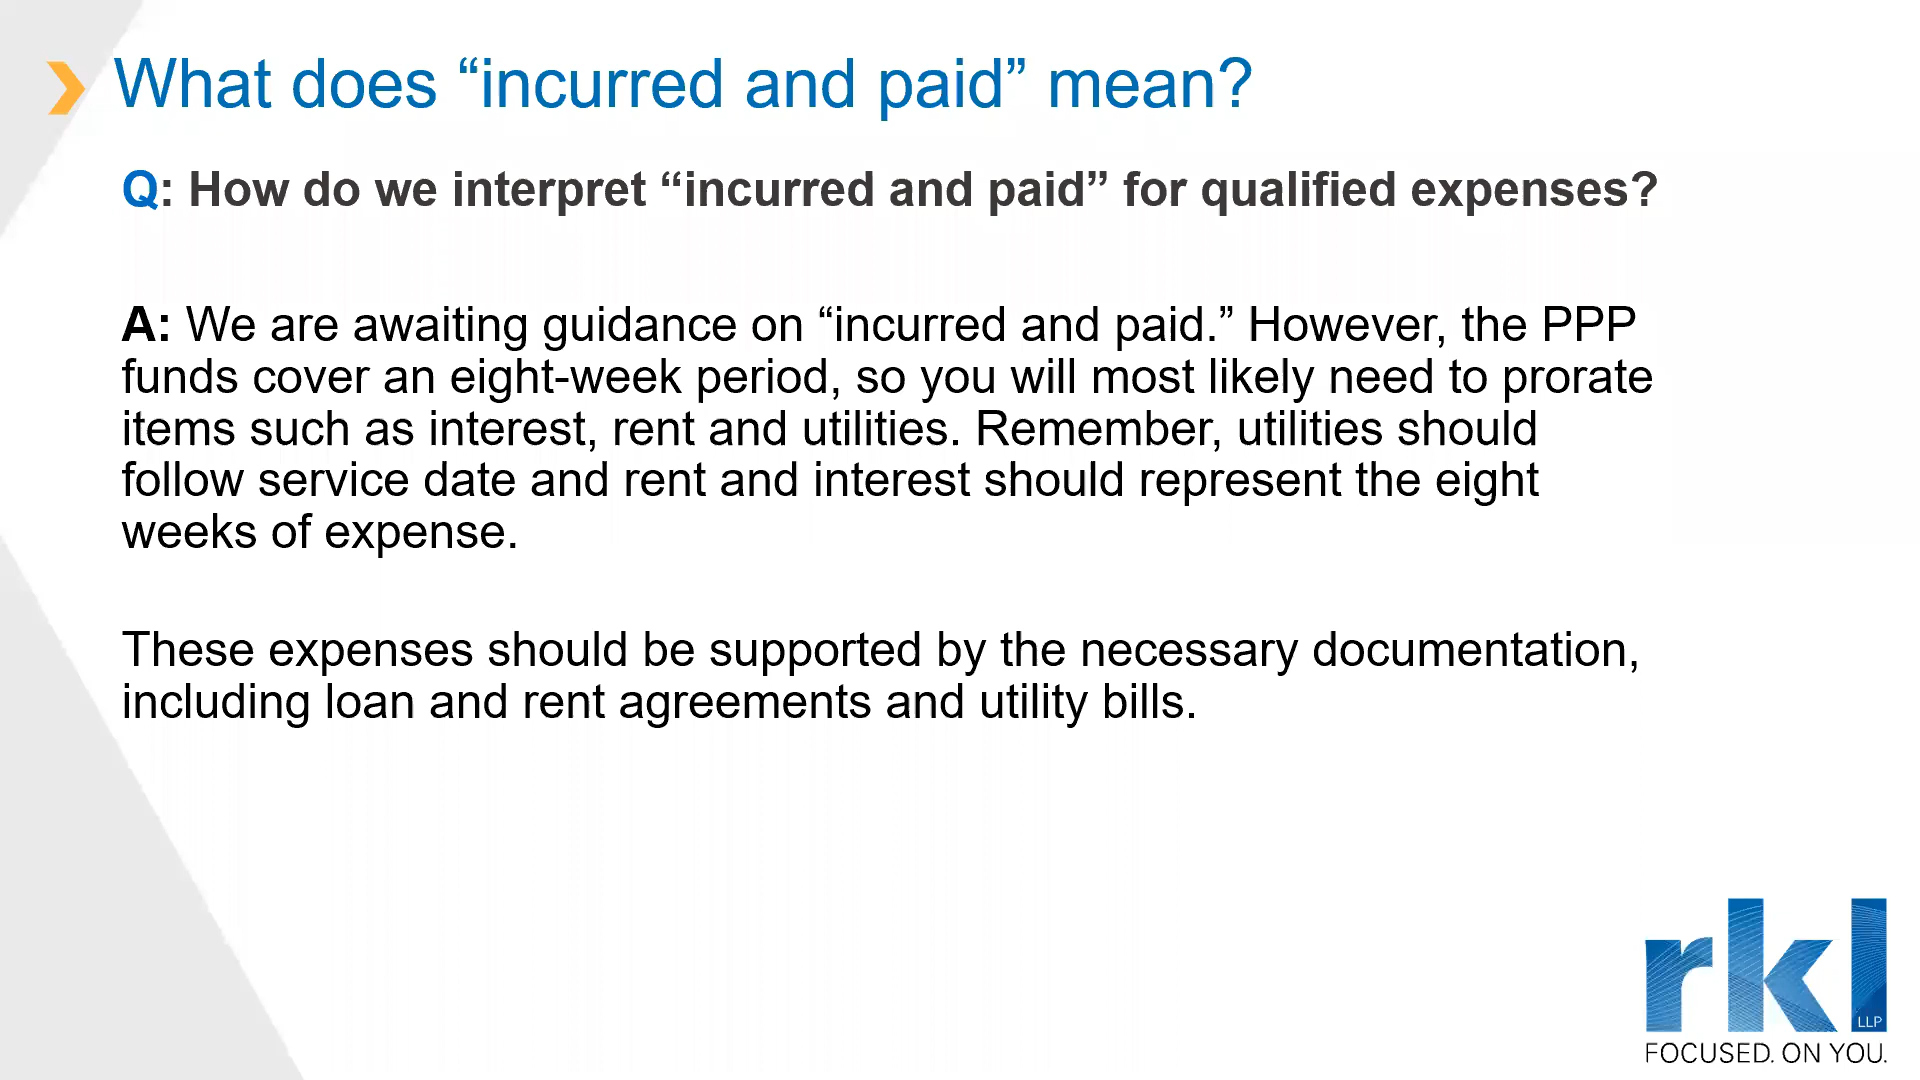 What does “incurred and paid” mean?
Q: How do we interpret “incurred and paid” for qualified expenses?
A: We are awaiting guidance on “incurred and paid.” However, the PPP
funds cover an eight-week period, so you will most likely need to prorate
items such as interest, rent and utilities. Remember, utilities should
follow service date and rent and interest should represent the eight
weeks of expense.
These expenses should be supported by the necessary documentation,
including loan and rent agreements and utility bills.
rkl
LLP
FOCUSED. ON YOU.